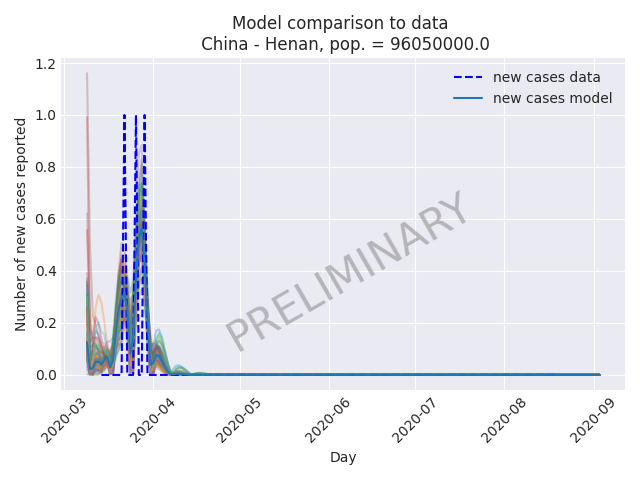 Model comparison to data
China - Henan, pop. = 96050000.0
Number of new cases reported
1.2
1.0
0.8
0.6
0.4
0.2
0.0
new cases data
new cases model
PRELIMINARY
2020-03
2020-04
2020-05
2020-06
2020-07
2020-08
2020-09
Day